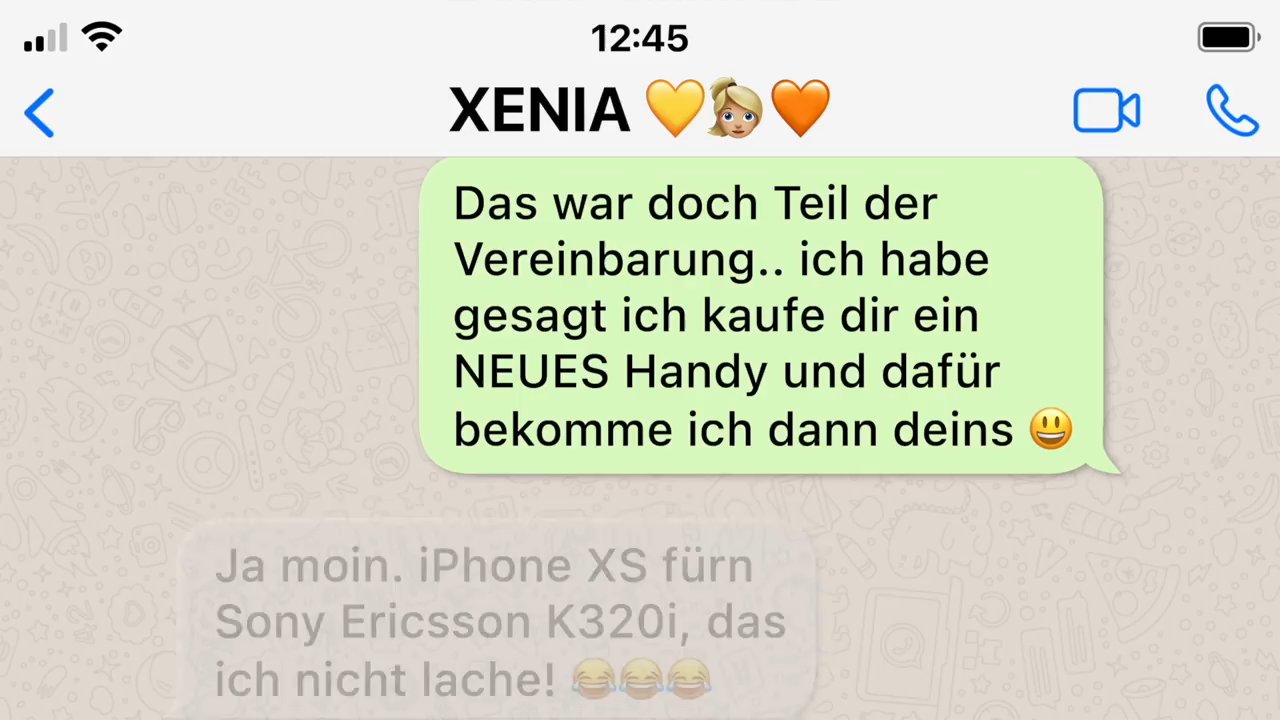 12:45
XENIA 💛👱🏼‍♀️🧡
Das war doch Teil der
Vereinbarung.. ich habe
gesagt ich kaufe dir ein
NEUES Handy und dafür
bekomme ich dann deins 😃
Ja moin. iPhone XS fürn
Sony Ericsson K320i, das
ich nicht lache! 😂😂😂